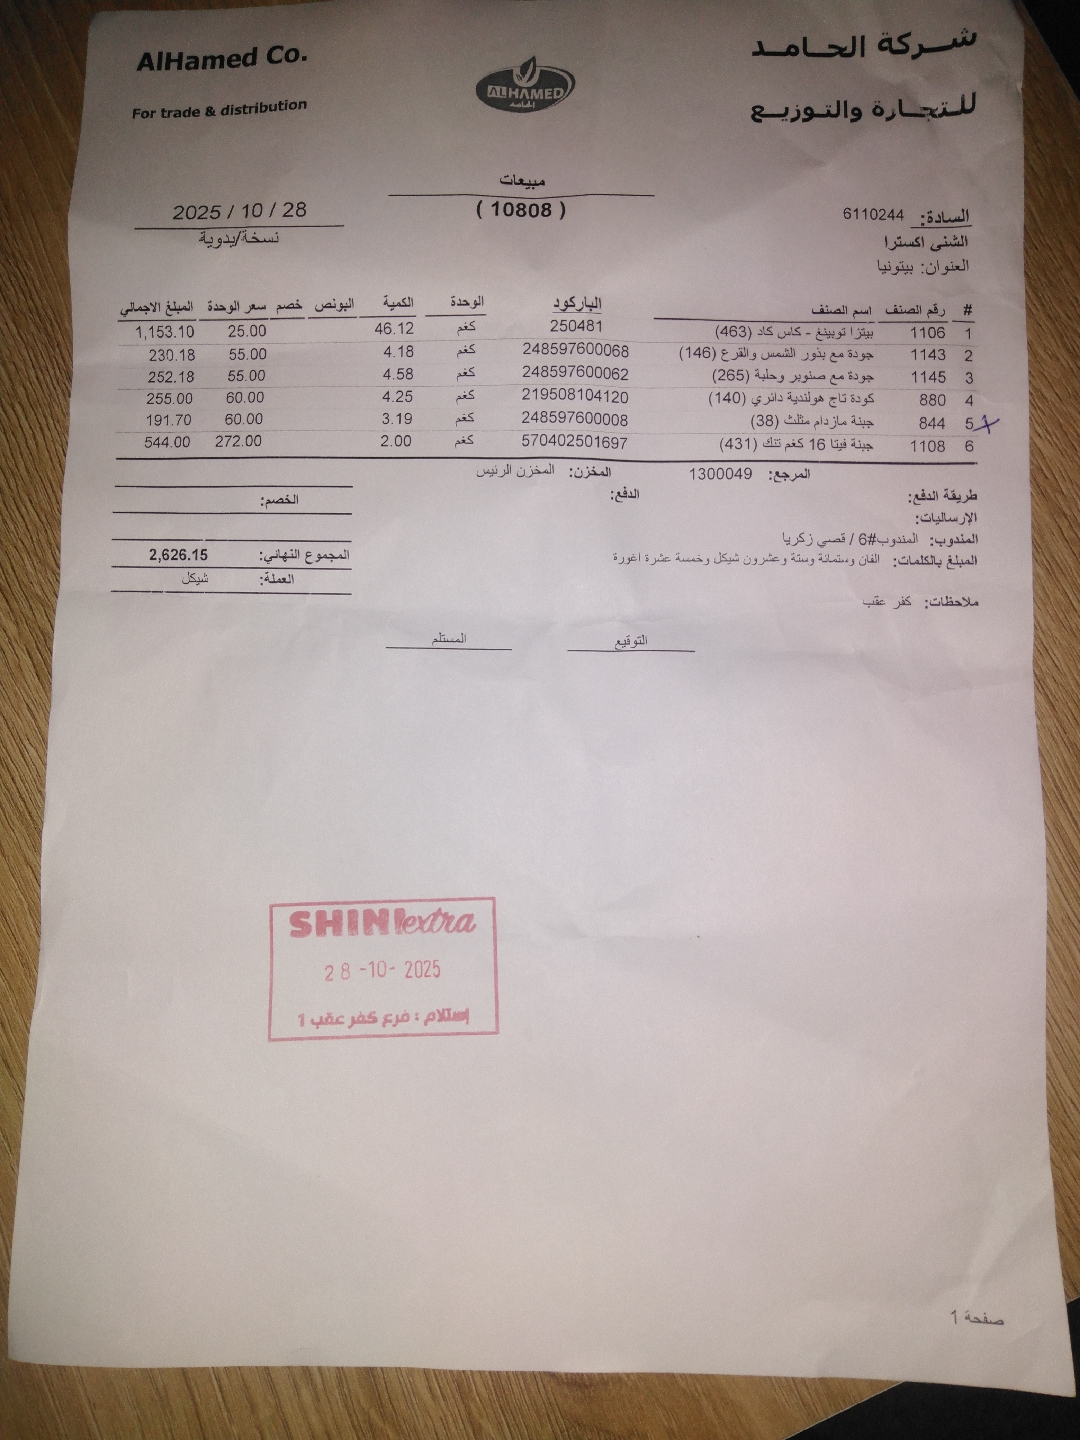 شركة الحامد
AlHamed Co.
للتجارة والتوزيع
For trade & distribution
ALHAMED
الحامد
مبيعات
( 10808 )
2025 / 10 / 28
نسخة/يدوية
السادة: 6110244
الشنى اكسترا
العنوان: بيتونيا
# رقم الصنف اسم الصنف الباركود الوحدة الكمية البونص خصم سعر الوحدة المبلغ الاجمالي
1 1106 بيتزا توبينغ - كاس كاد (463) 250481 كغم 46.12 25.00 1,153.10
2 1143 جودة مع بذور الشمس والقرع (146) 248597600068 كغم 4.18 55.00 230.18
3 1145 جودة مع صنوبر وحلبة (265) 248597600062 كغم 4.58 55.00 252.18
4 880 كودة تاج هولندية دائري (140) 219508104120 كغم 4.25 60.00 255.00
5 844 جبنة مازدام مثلث (38) 248597600008 كغم 3.19 60.00 191.70
6 1108 جبنة فيتا 16 كغم تنك (431) 570402501697 كغم 2.00 272.00 544.00
المرجع: 1300049 المخزن: المخزن الرئيس
طريقة الدفع: الدفع: الخصم:
الإرساليات:
المندوب: المندوب#6 / قصي زكريا
المجموع النهائي: 2,626.15
المبلغ بالكلمات: الفان وستمائة وستة وعشرون شيكل وخمسة عشرة اغورة
العملة: شيكل
ملاحظات: كفر عقب
التوقيع المستلم
SHINI extra
28 -10- 2025
إستلام : فرع كفر عقب 1
صفحة 1